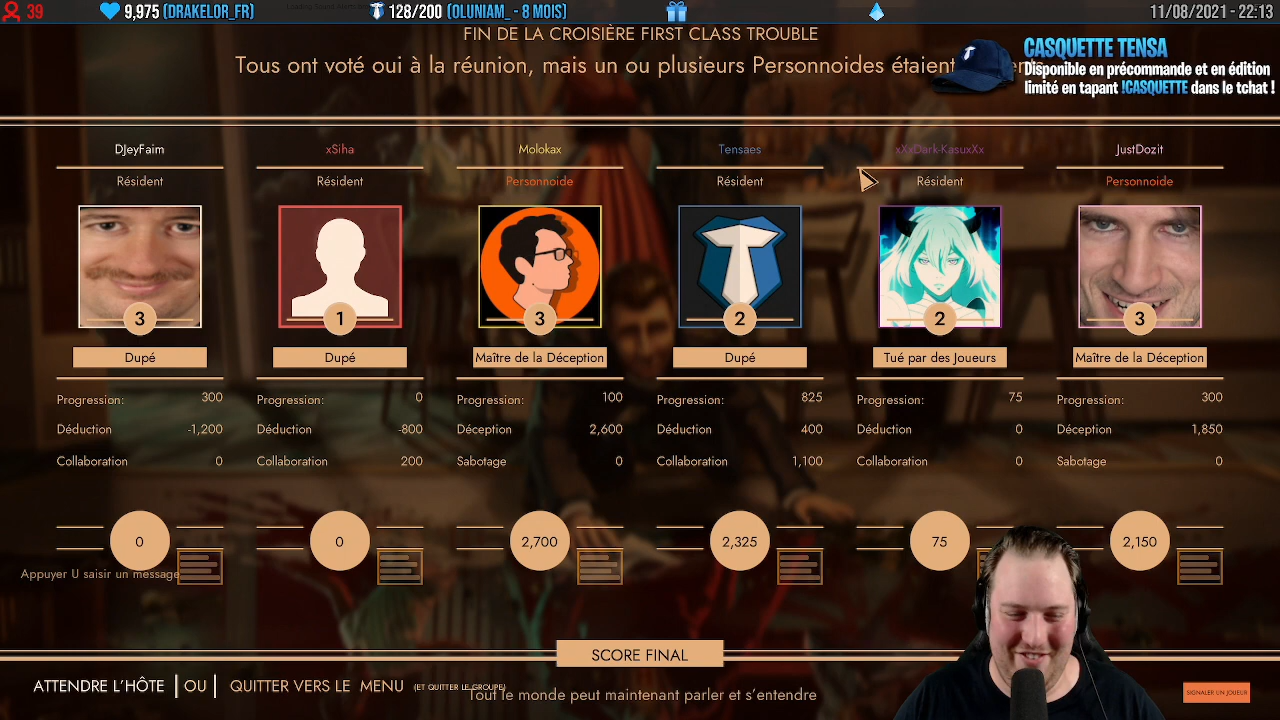 39
9,975 (DRAKELOR_FR)
128/200 (OLUNIAM_ - 8 MOIS)
11/08/2021 - 22:13
FIN DE LA CROISIÈRE FIRST CLASS TROUBLE
Tous ont voté oui à la réunion, mais un ou plusieurs Personnoides étaient
CASQUETTE TENSA
Disponible en précommande et en édition
limité en tapant !CASQUETTE dans le tchat !
DJeyFaim xSiha Molokax Tensaes xXxDark-KasuxXx JustDozit
Résident Résident Personnoide Résident Résident Personnoide
3 1 3 2 2 3
Dupé Dupé Maître de la Déception Dupé Tué par des Joueurs Maître de la Déception
Progression: 300 Progression: 0 Progression: 100 Progression: 825 Progression: 75 Progression: 300
Déduction -1,200 Déduction -800 Déception 2,600 Déduction 400 Déduction 0 Déception 1,850
Collaboration 0 Collaboration 200 Sabotage 0 Collaboration 1,100 Collaboration 0 Sabotage 0
0 0 2,700 2,325 75 2,150
Appuyer U saisir un message
SCORE FINAL
ATTENDRE L'HÔTE | OU | QUITTER VERS LE MENU (ET QUITTER LE GROUPE)
Tout le monde peut maintenant parler et s'entendre
SIGNALER UN JOUEUR